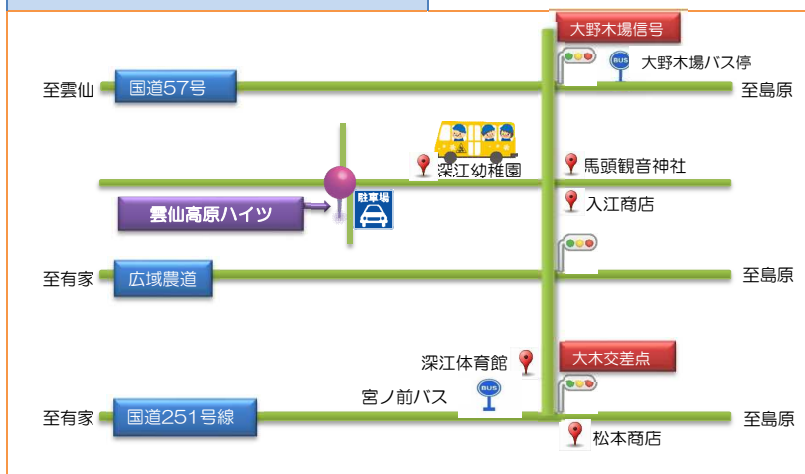 大野木場信号
BUS
大野木場バス停
至雲仙
国道57号
至島原
深江幼稚園
馬頭観音神社
駐車場
入江商店
雲仙高原ハイツ
至有家
広域農道
至島原
深江体育館
大木交差点
宮ノ前バス
BUS
至有家
国道251号線
至島原
松本商店